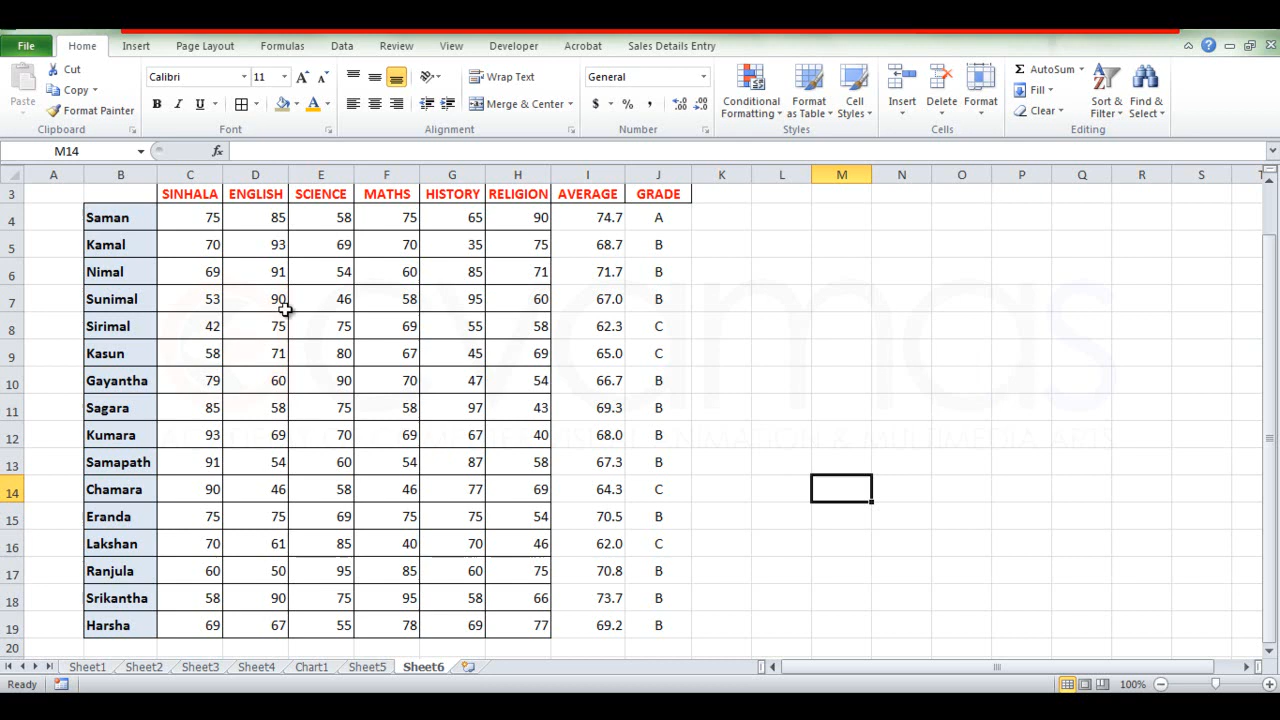 File Home Insert Page Layout Formulas Data Review View Developer Acrobat Sales Details Entry
Paste Cut Calibri 11 Wrap Text General Conditional Formatting Format as Table Cell Styles Insert Delete Format AutoSum Sort & Filter Find & Select
Copy Fill
Format Painter B I U Merge & Center $ % , Clear
Clipboard Font Alignment Number Styles Cells Editing
M14 fx
A B C D E F G H I J K L M N O P Q R S T
3 SINHALA ENGLISH SCIENCE MATHS HISTORY RELIGION AVERAGE GRADE
4 Saman 75 85 58 75 65 90 74.7 A
5 Kamal 70 93 69 70 35 75 68.7 B
6 Nimal 69 91 54 60 85 71 71.7 B
7 Sunimal 53 90 46 58 95 60 67.0 B
8 Sirimal 42 75 75 69 55 58 62.3 C
9 Kasun 58 71 80 67 45 69 65.0 C
10 Gayantha 79 60 90 70 47 54 66.7 B
11 Sagara 85 58 75 58 97 43 69.3 B
12 Kumara 93 69 70 69 67 40 68.0 B
13 Samapath 91 54 60 54 87 58 67.3 B
14 Chamara 90 46 58 46 77 69 64.3 C
15 Eranda 75 75 69 75 75 54 70.5 B
16 Lakshan 70 61 85 40 70 46 62.0 C
17 Ranjula 60 50 95 85 60 75 70.8 B
18 Srikantha 58 90 75 95 58 66 73.7 B
19 Harsha 69 67 55 78 69 77 69.2 B
20
Sheet1 Sheet2 Sheet3 Sheet4 Chart1 Sheet5 Sheet6
Ready 100%